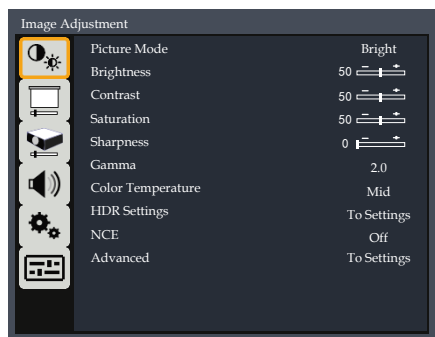 Image Adjustment
Picture Mode Bright
Brightness 50
Contrast 50
Saturation 50
Sharpness 0
Gamma 2.0
Color Temperature Mid
HDR Settings To Settings
NCE Off
Advanced To Settings